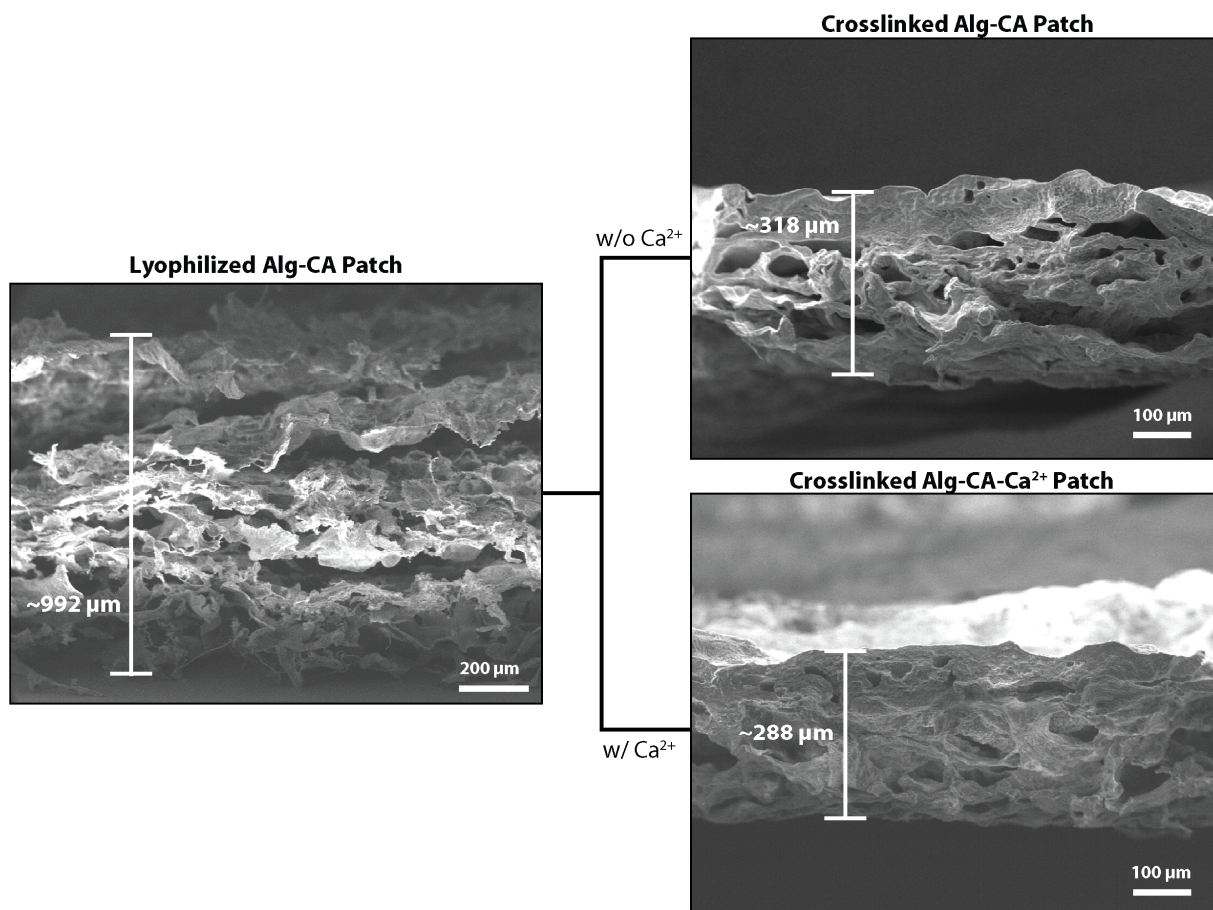 Crosslinked Alg-CA Patch
~318 µm
100 µm
w/o Ca²⁺
Lyophilized Alg-CA Patch
~992 µm
200 µm
w/ Ca²⁺
Crosslinked Alg-CA-Ca²⁺ Patch
~288 µm
100 µm